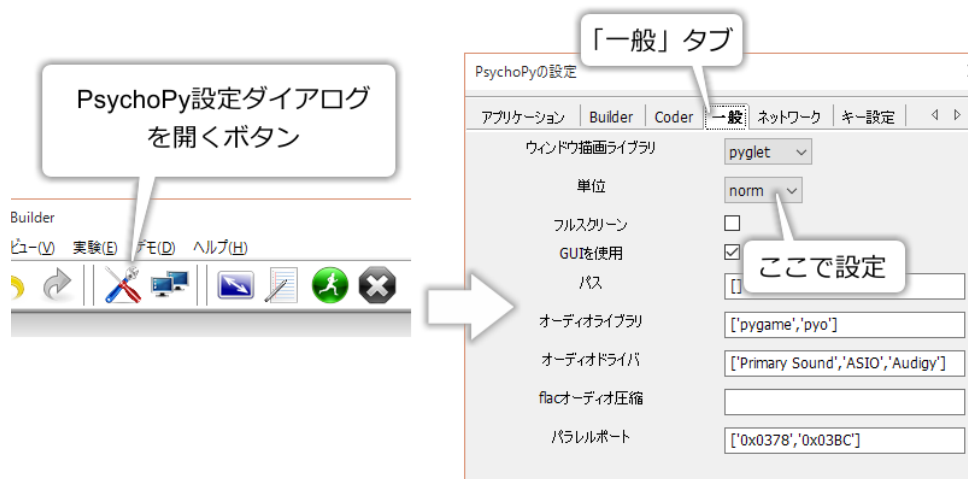 「一般」タブ
PsychoPy設定ダイアログ
を開くボタン
Builder
ビュー(V) 実験(E) デモ(D) ヘルプ(H)
PsychoPyの設定
アプリケーション Builder Coder 一般 ネットワーク キー設定
ウィンドウ描画ライブラリ pyglet
単位 norm
フルスクリーン
GUIを使用
ここで設定
パス []
オーディオライブラリ ['pygame','pyo']
オーディオドライバ ['Primary Sound','ASIO','Audigy']
flacオーディオ圧縮
パラレルポート ['0x0378','0x03BC']